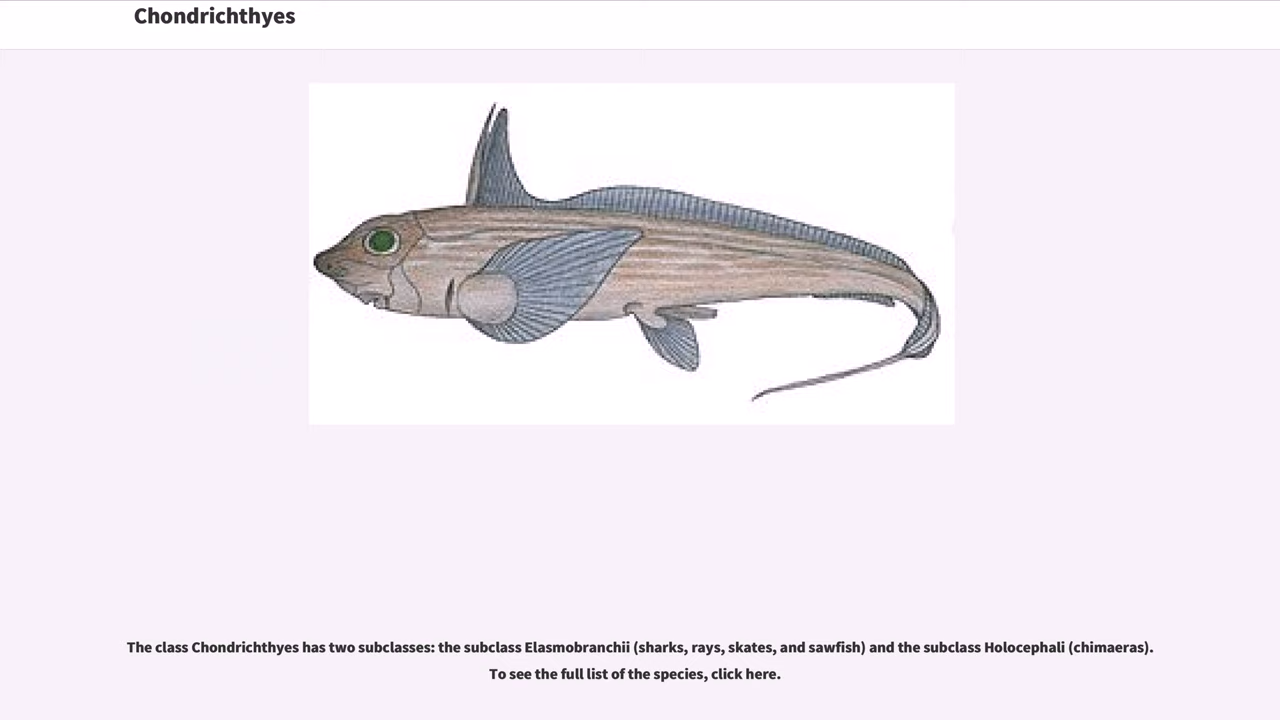 Chondrichthyes
The class Chondrichthyes has two subclasses: the subclass Elasmobranchii (sharks, rays, skates, and sawfish) and the subclass Holocephali (chimaeras).
To see the full list of the species, click here.